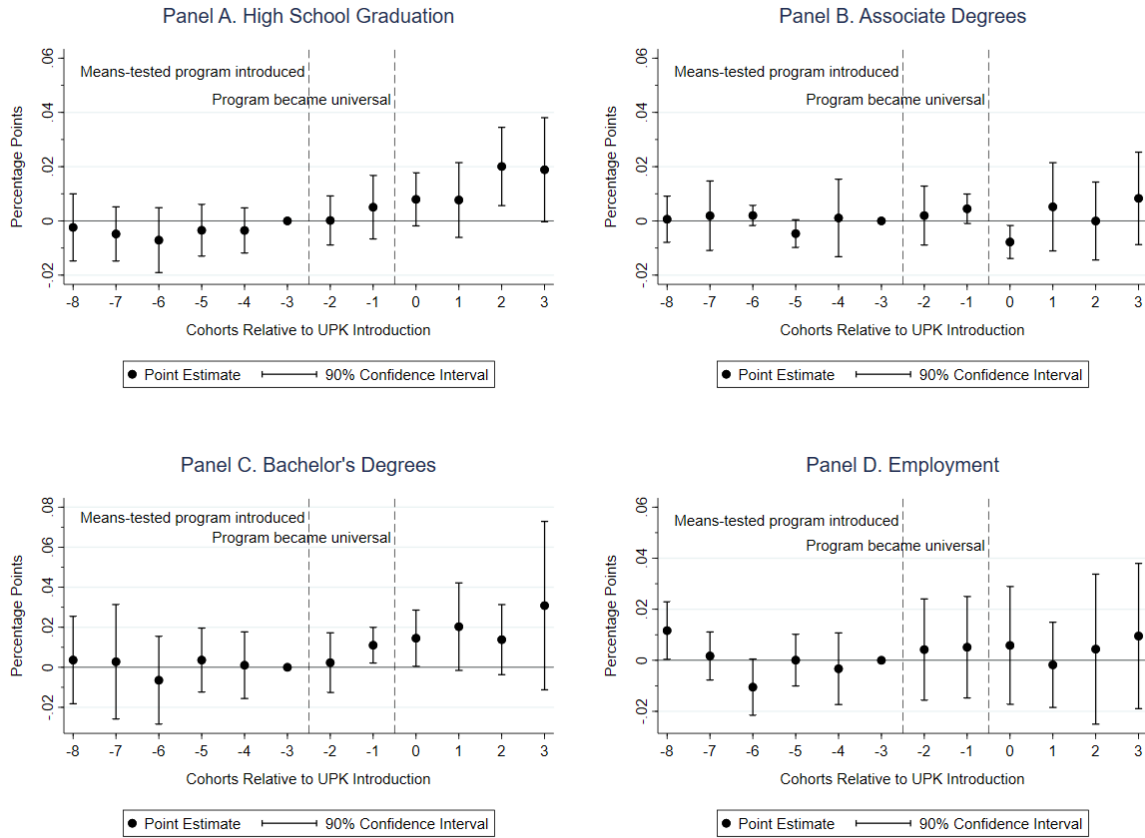 Panel A. High School Graduation
Means-tested program introduced
Program became universal
Percentage Points
.06
.04
.02
0
-.02
-8 -7 -6 -5 -4 -3 -2 -1 0 1 2 3
Cohorts Relative to UPK Introduction
Point Estimate 90% Confidence Interval
Panel B. Associate Degrees
Means-tested program introduced
Program became universal
Percentage Points
.06
.04
.02
0
-.02
-8 -7 -6 -5 -4 -3 -2 -1 0 1 2 3
Cohorts Relative to UPK Introduction
Point Estimate 90% Confidence Interval
Panel C. Bachelor's Degrees
Means-tested program introduced
Program became universal
Percentage Points
.08
.06
.04
.02
0
-.02
-8 -7 -6 -5 -4 -3 -2 -1 0 1 2 3
Cohorts Relative to UPK Introduction
Point Estimate 90% Confidence Interval
Panel D. Employment
Means-tested program introduced
Program became universal
Percentage Points
.06
.04
.02
0
-.02
-8 -7 -6 -5 -4 -3 -2 -1 0 1 2 3
Cohorts Relative to UPK Introduction
Point Estimate 90% Confidence Interval